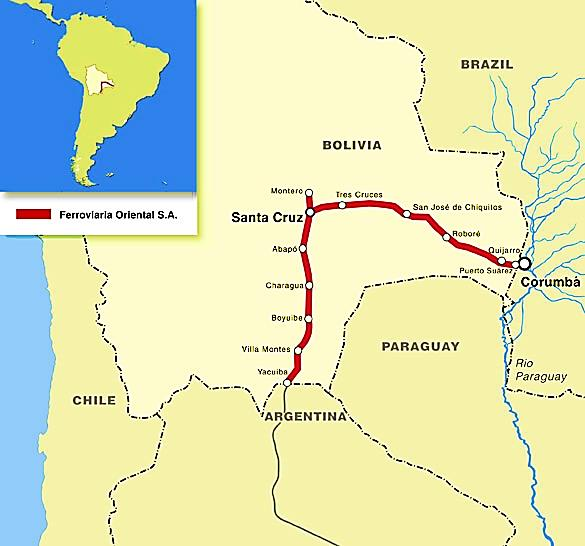 BRAZIL
BOLIVIA
Montero
Tres Cruces
San José de Chiquitos
Ferroviaria Oriental S.A.
Santa Cruz
Roboré
Abapó
Quijarro
Puerto Suárez
Corumbá
Charagua
Boyuibe
Villa Montes
PARAGUAY
Rio
Paraguay
Yacuiba
CHILE
ARGENTINA